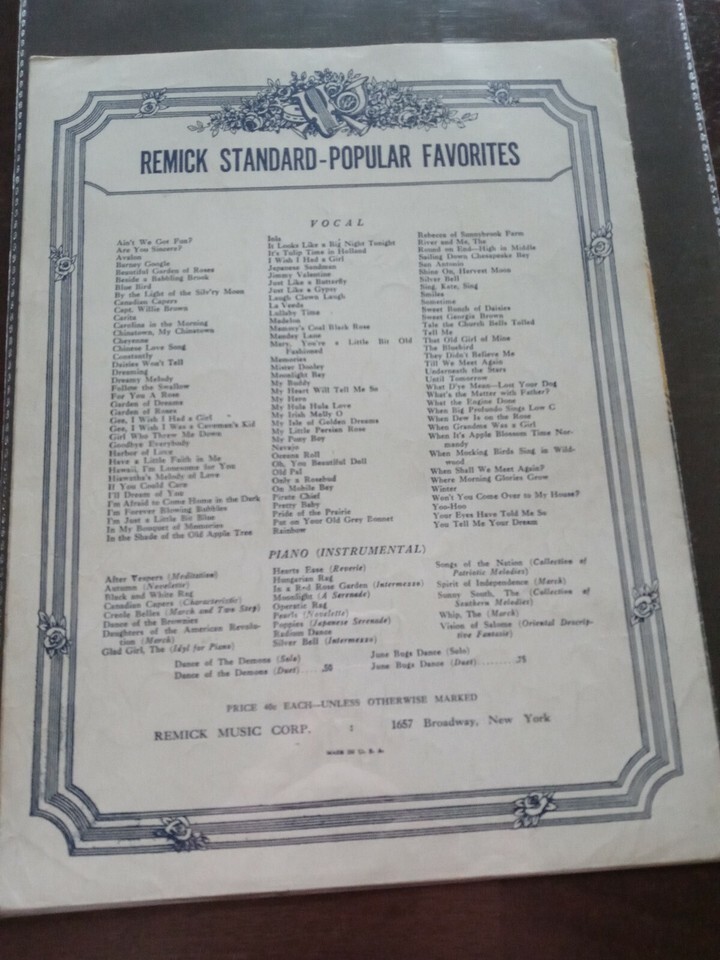 REMICK STANDARD-POPULAR FAVORITES
VOCAL
Ain't We Got Fun?
Are You Sincere?
Avalon
Barney Google
Beautiful Garden of Roses
Beside a Babbling Brook
Blue Bird
By the Light of the Silv'ry Moon
Canadian Capers
Capt. Willie Brown
Carita
Carolina in the Morning
Chinatown, My Chinatown
Cheyenne
Chinese Love Song
Constantly
Daisies Won't Tell
Dreaming
Dreamy Melody
Follow the Swallow
For You A Rose
Garden of Dreams
Garden of Roses
Gee, I Wish I Had a Girl
Gee, I Wish I Was a Caveman's Kid
Girl Who Threw Me Down
Goodbye Everybody
Harbor of Love
Have a Little Faith in Me
Hawaii, I'm Lonesome for You
Hiawatha's Melody of Love
If You Could Care
I'll Dream of You
I'm Afraid to Come Home in the Dark
I'm Forever Blowing Bubbles
I'm Just a Little Bit Blue
In My Bouquet of Memories
In the Shade of the Old Apple Tree
Isle
It Looks Like a Big Night Tonight
It's Tulip Time in Holland
I Wish I Had a Girl
Japanese Sandman
Jimmy Valentine
Just Like a Butterfly
Just Like a Gypsy
Laugh Clown Laugh
La Veeda
Lullaby Time
Madelon
Mammy's Coal Black Rose
Mandey Lane
Mary, You're a Little Bit Old
Fashioned
Memories
Mister Dooley
Moonlight Bay
My Buddy
My Heart Will Tell Me So
My Hero
My Hula Hula Love
My Irish Molly O
My Isle of Golden Dreams
My Little Persian Rose
My Pony Boy
Navajo
Oceana Roll
Oh, You Beautiful Doll
Old Pal
Only a Rosebud
On Mobile Bay
Pirate Chief
Pretty Baby
Pride of the Prairie
Put on Your Old Grey Bonnet
Rainbow
Rebecca of Sunnybrook Farm
River and Me, The
Round on End—High in Middle
Sailing Down Chesapeake Bay
San Antonio
Shine On, Harvest Moon
Silver Bell
Sing, Kate, Sing
Smiles
Sometime
Sweet Bunch of Daisies
Sweet Georgia Brown
Tale the Church Bells Tolled
Tell Me
That Old Girl of Mine
The Bluebird
They Didn't Believe Me
Till We Meet Again
Underneath the Stars
Until Tomorrow
What D'ye Mean—Lost Your Dog
What's the Matter with Father?
What the Engine Done
When Big Profundo Sings Low C
When Dew Is on the Rose
When Grandma Was a Girl
When It's Apple Blossom Time Nor-
mandy
When Mocking Birds Sing in Wild-
wood
When Shall We Meet Again?
Where Morning Glories Grow
Winter
Won't You Come Over to My House?
Yoo-Hoo
Your Eyes Have Told Me So
You Tell Me Your Dream
PIANO (INSTRUMENTAL)
After Vespers (Meditation)
Autumn (Novelette)
Black and White Rag
Canadian Capers (Characteristic)
Creole Belles (March and Two Step)
Dance of the Brownies
Daughters of the American Revolu-
tion (March)
Glad Girl, The (Idyl for Piano)
Hearts Ease (Reverie)
Hungarian Rag
In a Red Rose Garden (Intermezzo)
Moonlight (A Serenade)
Operatic Rag
Pearls (Novelette)
Poppies (Japanese Serenade)
Radium Dance
Silver Bell (Intermezzo)
Songs of the Nation (Collection of
Patriotic Melodies)
Spirit of Independence (March)
Sunny South, The (Collection of
Southern Melodies)
Whip, The (March)
Vision of Salome (Oriental Descrip-
tive Fantasie)
Dance of The Demons (Solo)
Dance of the Demons (Duet) .....50
June Bugs Dance (Solo)
June Bugs Dance (Duet) .........75
PRICE 40c EACH—UNLESS OTHERWISE MARKED
REMICK MUSIC CORP. : 1657 Broadway, New York
MADE IN U. S. A.